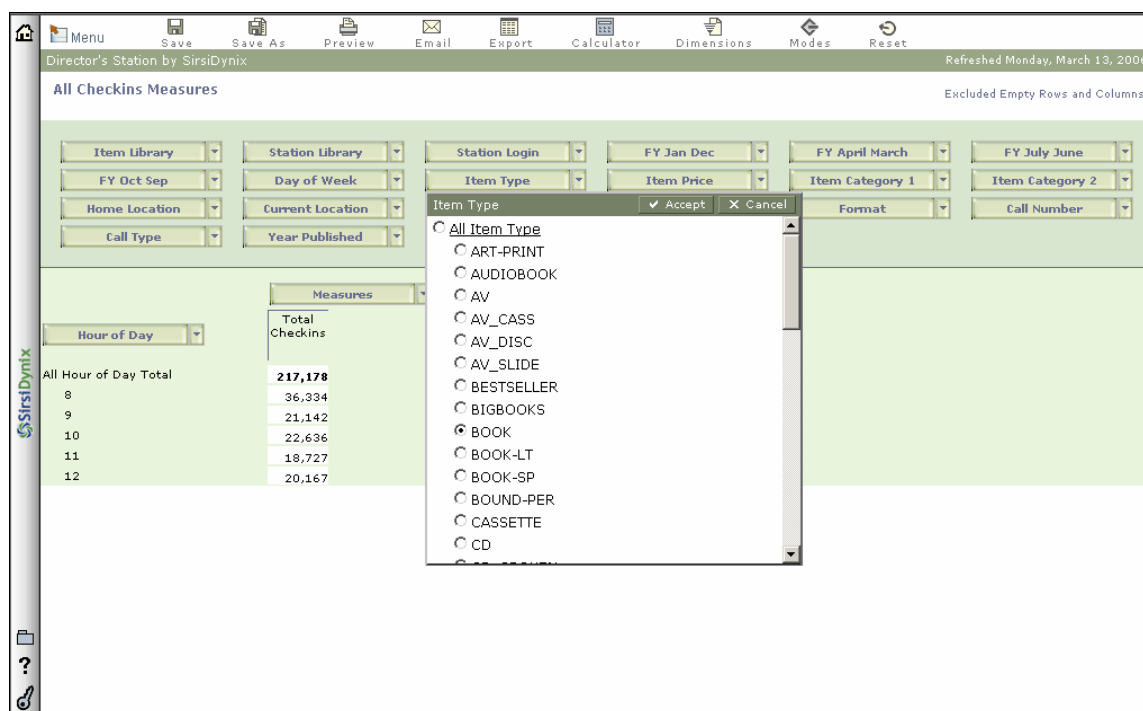 Menu Save Save As Preview Email Export Calculator Dimensions Modes Reset
Director's Station by SirsiDynix Refreshed Monday, March 13, 2006
All Checkins Measures Excluded Empty Rows and Columns
Item Library Station Library Station Login FY Jan Dec FY April March FY July June
FY Oct Sep Day of Week Item Type Item Price Item Category 1 Item Category 2
Home Location Current Location Format Call Number
Call Type Year Published
Item Type Accept Cancel
All Item Type
ART-PRINT
AUDIOBOOK
AV
AV_CASS
AV_DISC
AV_SLIDE
BESTSELLER
BIGBOOKS
BOOK
BOOK-LT
BOOK-SP
BOUND-PER
CASSETTE
CD
Measures
Total
Checkins
Hour of Day
All Hour of Day Total 217,178
8 36,334
9 21,142
10 22,636
11 18,727
12 20,167
SirsiDynix
?